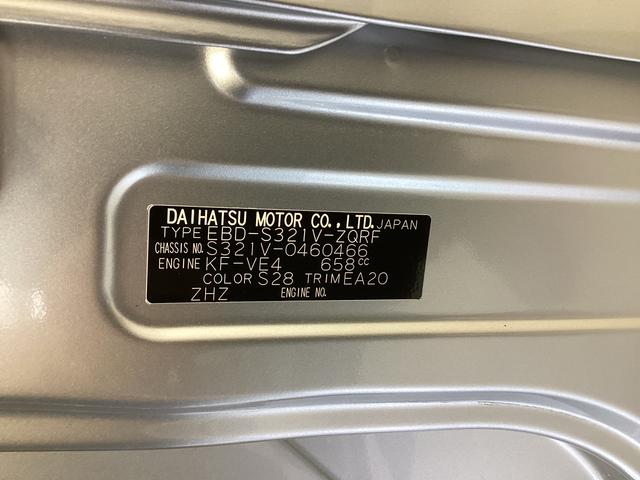 DAIHATSU MOTOR CO., LTD. JAPAN
TYPE EBD-S321V-ZQRF
CHASSIS NO. S321V-0460466
ENGINE KF-VE4 658cc
COLOR S28 TRIM EA20
ZHZ ENGINE NO.